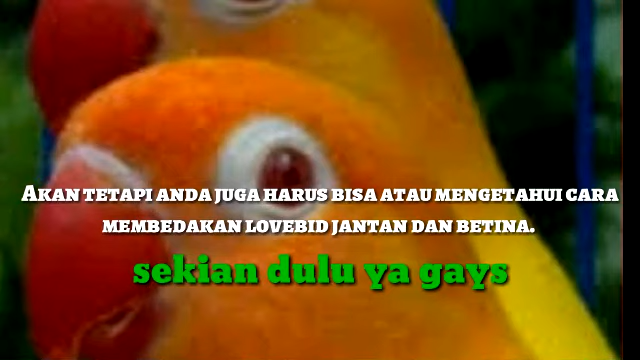 Akan tetapi anda juga harus bisa atau mengetahui cara
membedakan lovebid jantan dan betina.
sekian dulu ya gays